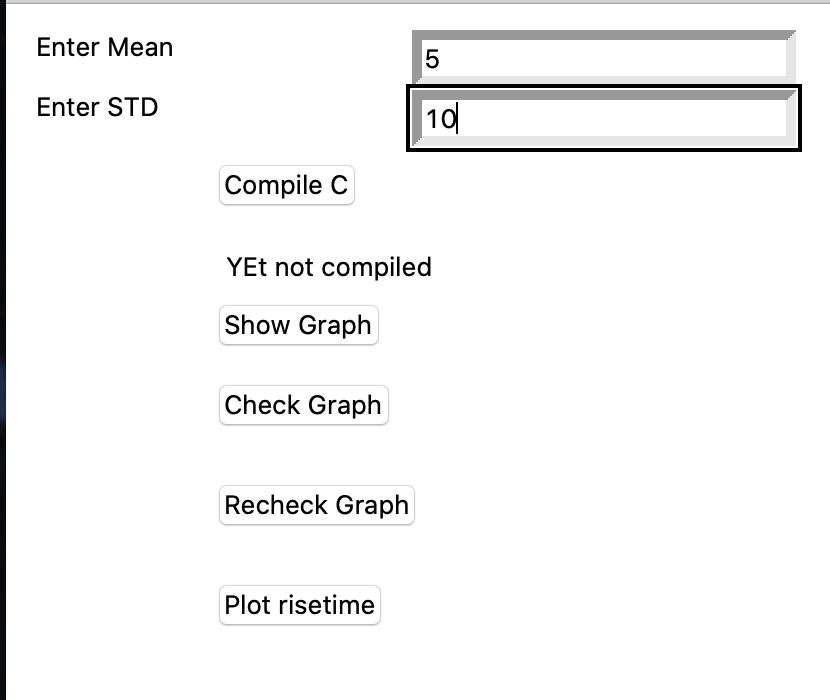 Enter Mean 5
Enter STD 10
Compile C
YEt not compiled
Show Graph
Check Graph
Recheck Graph
Plot risetime